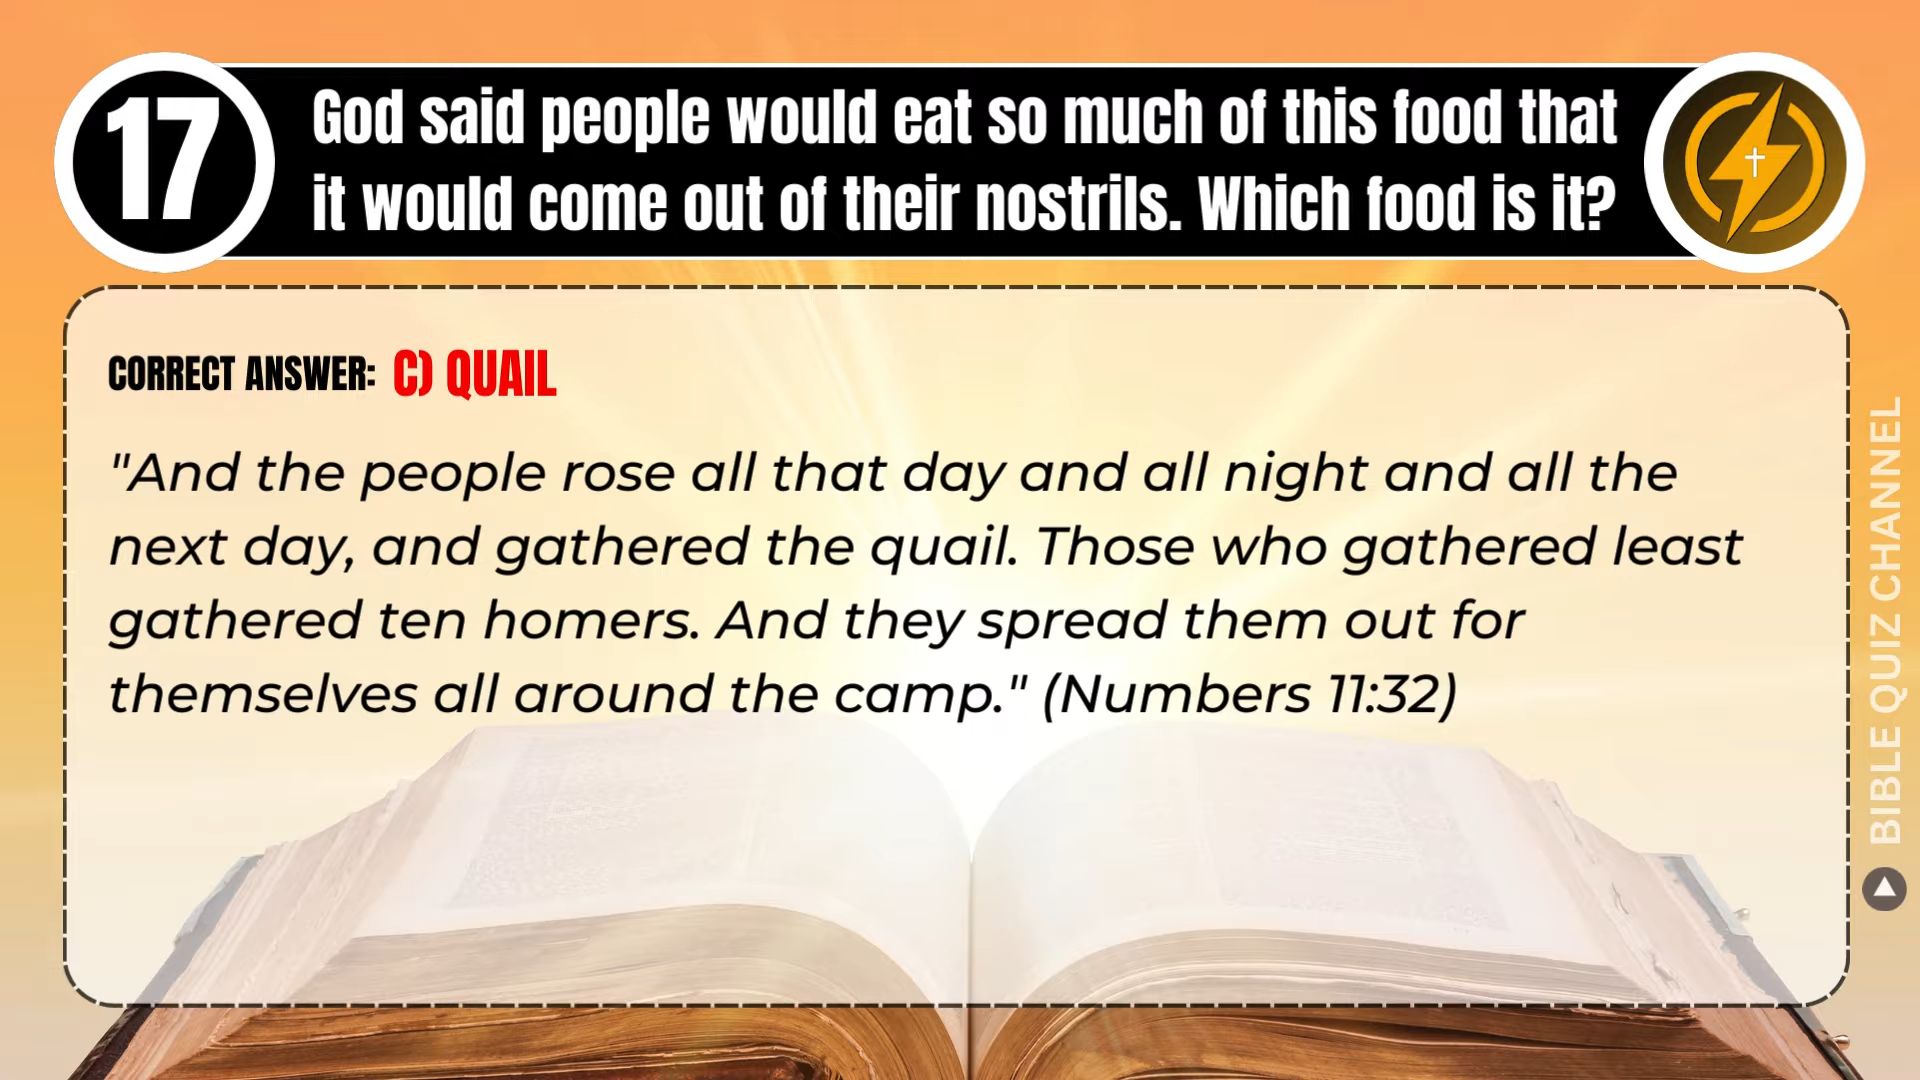 17
God said people would eat so much of this food that
it would come out of their nostrils. Which food is it?
CORRECT ANSWER: C) QUAIL
"And the people rose all that day and all night and all the
next day, and gathered the quail. Those who gathered least
gathered ten homers. And they spread them out for
themselves all around the camp." (Numbers 11:32)
BIBLE QUIZ CHANNEL